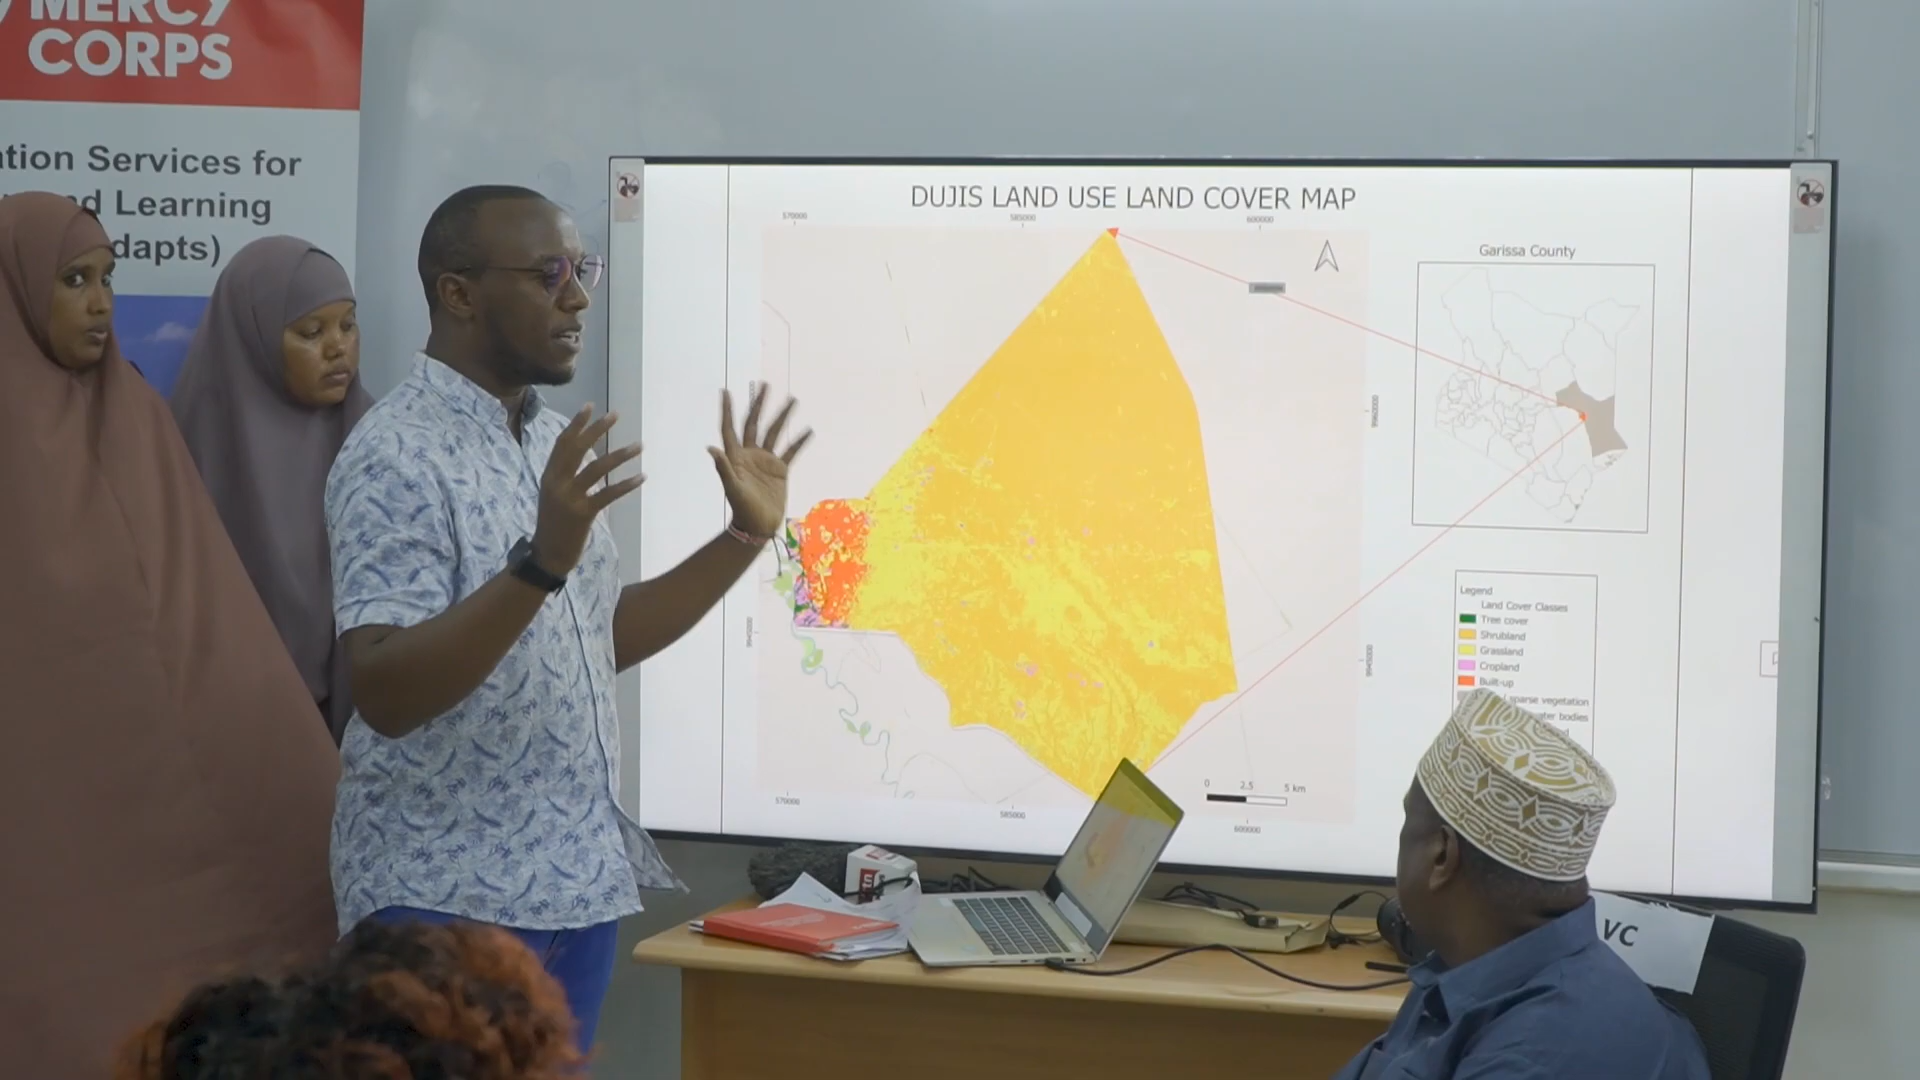 MERCY
CORPS
ation Services for
nd Learning
dapts)
DUJIS LAND USE LAND COVER MAP
570000
585000
600000
Garissa County
Legend
Land Cover Classes
Tree cover
Shrubland
Grassland
Cropland
Built-up
sparse vegetation
ter bodies
0 2.5 5 km
570000
585000
600000
VC